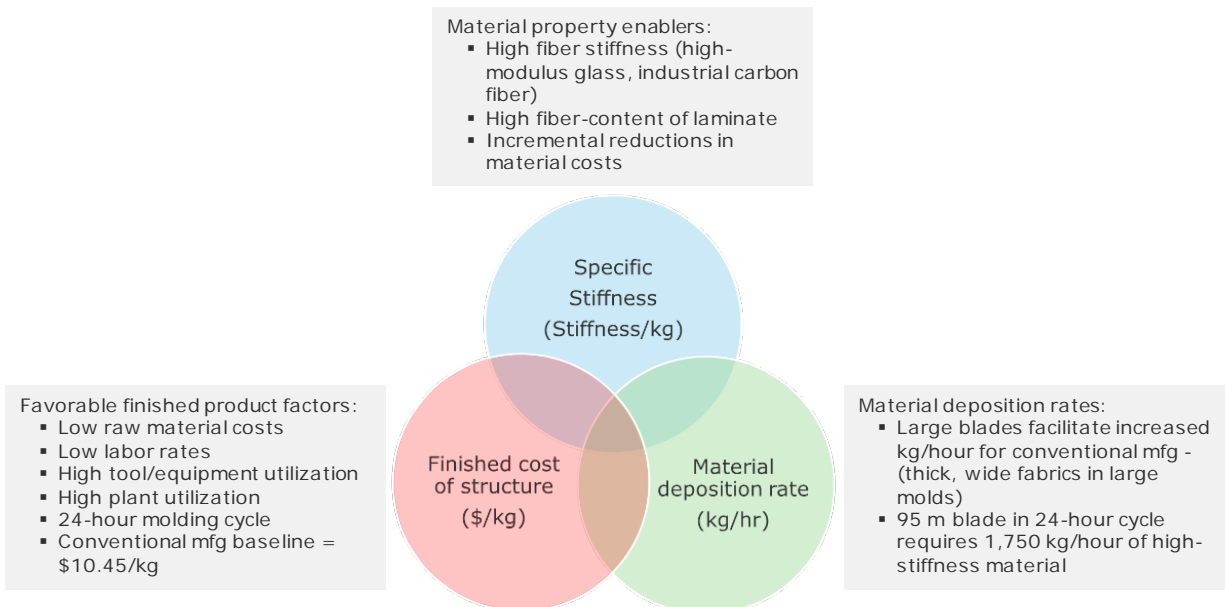 Material property enablers:
▪ High fiber stiffness (high-
modulus glass, industrial carbon
fiber)
▪ High fiber-content of laminate
▪ Incremental reductions in
material costs
Specific
Stiffness
(Stiffness/kg)
Favorable finished product factors:
▪ Low raw material costs
▪ Low labor rates
▪ High tool/equipment utilization
▪ High plant utilization
▪ 24-hour molding cycle
▪ Conventional mfg baseline =
$10.45/kg
Finished cost
of structure
($/kg)
Material
deposition rate
(kg/hr)
Material deposition rates:
▪ Large blades facilitate increased
kg/hour for conventional mfg -
(thick, wide fabrics in large
molds)
▪ 95 m blade in 24-hour cycle
requires 1,750 kg/hour of high-
stiffness material